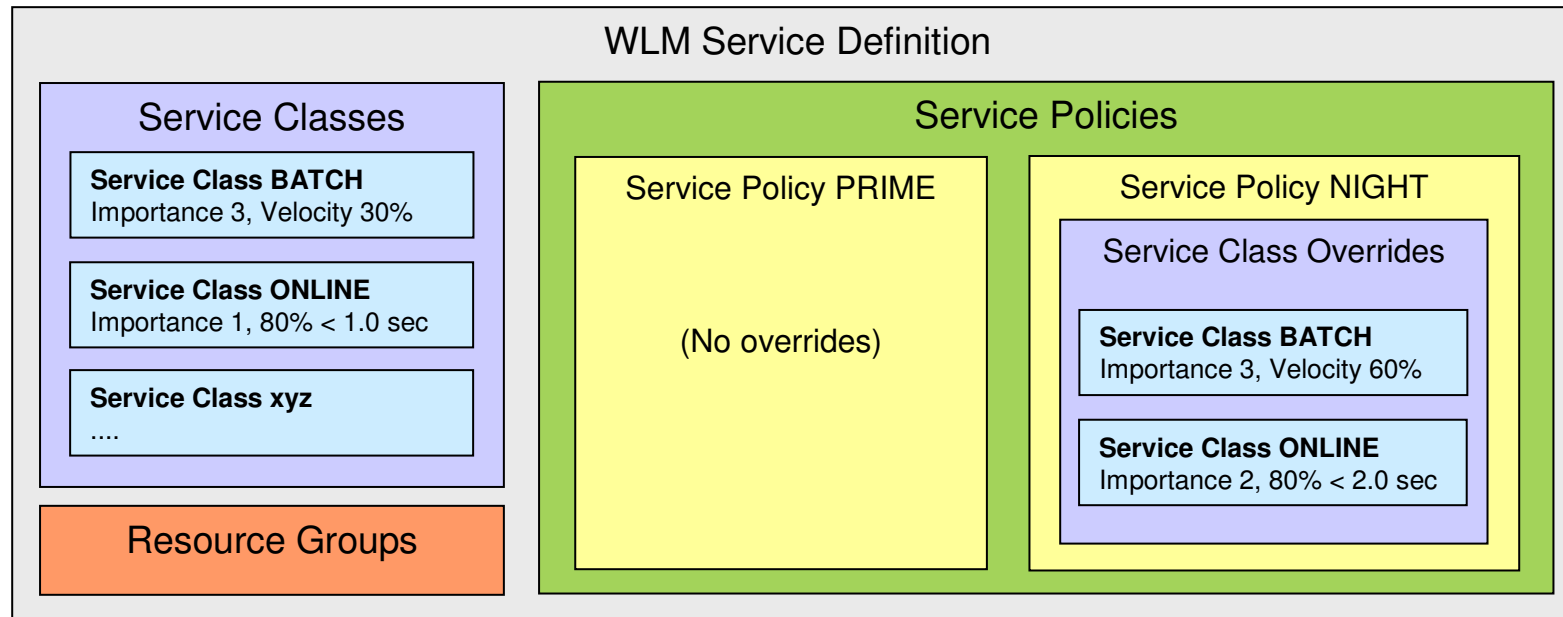 WLM Service Definition
Service Classes
Service Class BATCH
Importance 3, Velocity 30%
Service Class ONLINE
Importance 1, 80% < 1.0 sec
Service Class xyz
....
Resource Groups
Service Policies
Service Policy PRIME
(No overrides)
Service Policy NIGHT
Service Class Overrides
Service Class BATCH
Importance 3, Velocity 60%
Service Class ONLINE
Importance 2, 80% < 2.0 sec